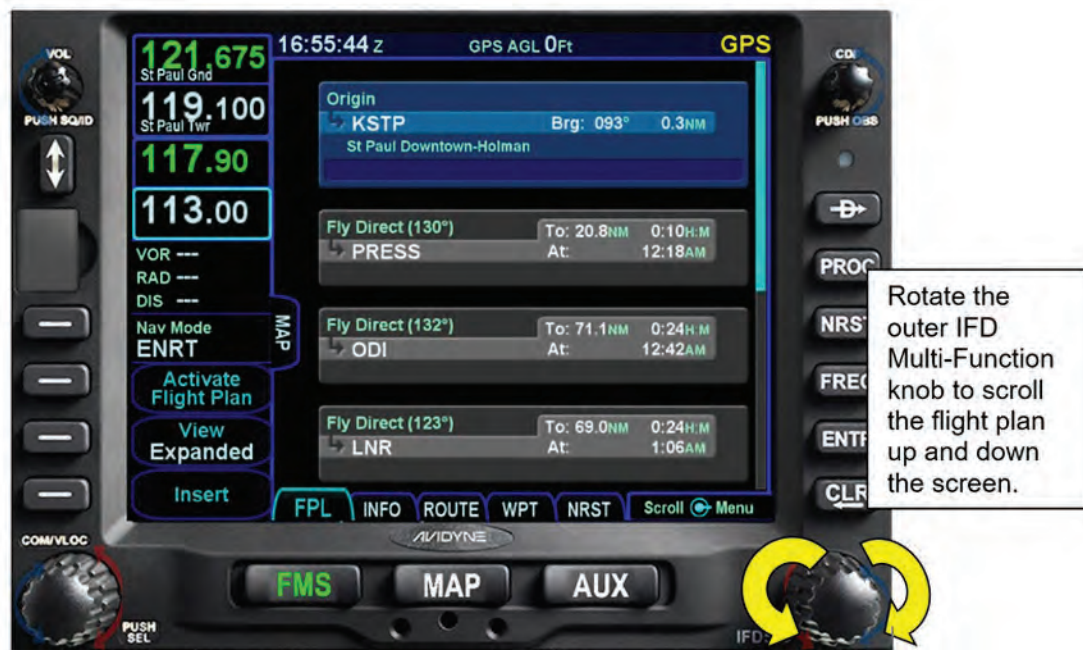 VOL
PUSH SQ/ID
121.675
St Paul Gnd
119.100
St Paul Twr
117.90
113.00
VOR ---
RAD ---
DIS ---
Nav Mode
ENRT
Activate
Flight Plan
View
Expanded
Insert
16:55:44 Z GPS AGL 0Ft GPS
MAP
Origin
KSTP Brg: 093° 0.3NM
St Paul Downtown-Holman
Fly Direct (130°) To: 20.8NM 0:10H:M
PRESS At: 12:18AM
Fly Direct (132°) To: 71.1NM 0:24H:M
ODI At: 12:42AM
Fly Direct (123°) To: 69.0NM 0:24H:M
LNR At: 1:06AM
FPL INFO ROUTE WPT NRST Scroll Menu
CDI
PUSH OBS
D
PROC
NRST
FREQ
ENTR
CLR
Rotate the
outer IFD
Multi-Function
knob to scroll
the flight plan
up and down
the screen.
AVIDYNE
COM/VLOC
PUSH
SEL
FMS MAP AUX